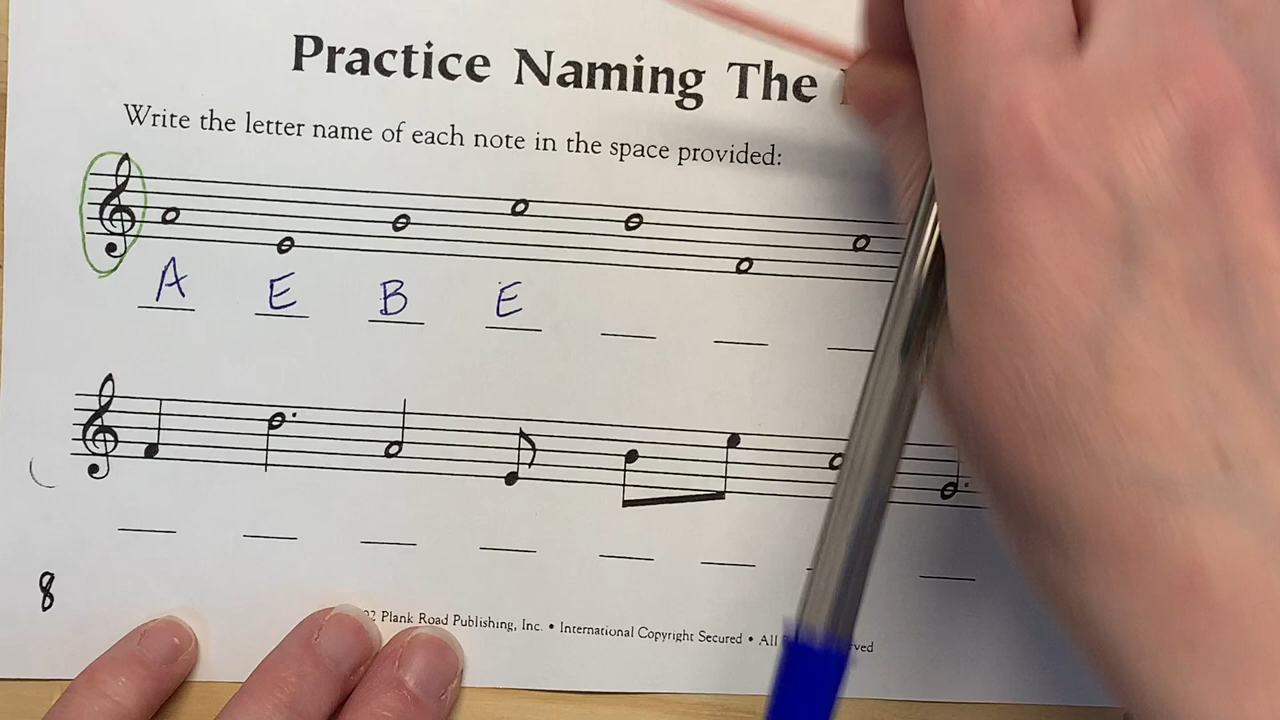 Practice Naming The
Write the letter name of each note in the space provided:
A E B E
8
Plank Road Publishing, Inc. • International Copyright Secured • All